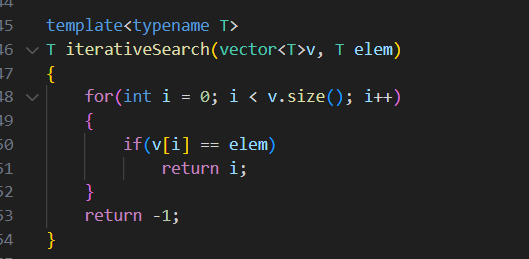 44
45 template<typename T>
46 T iterativeSearch(vector<T>v, T elem)
47 {
48     for(int i = 0; i < v.size(); i++)
49     {
50         if(v[i] == elem)
51             return i;
52     }
53     return -1;
54 }